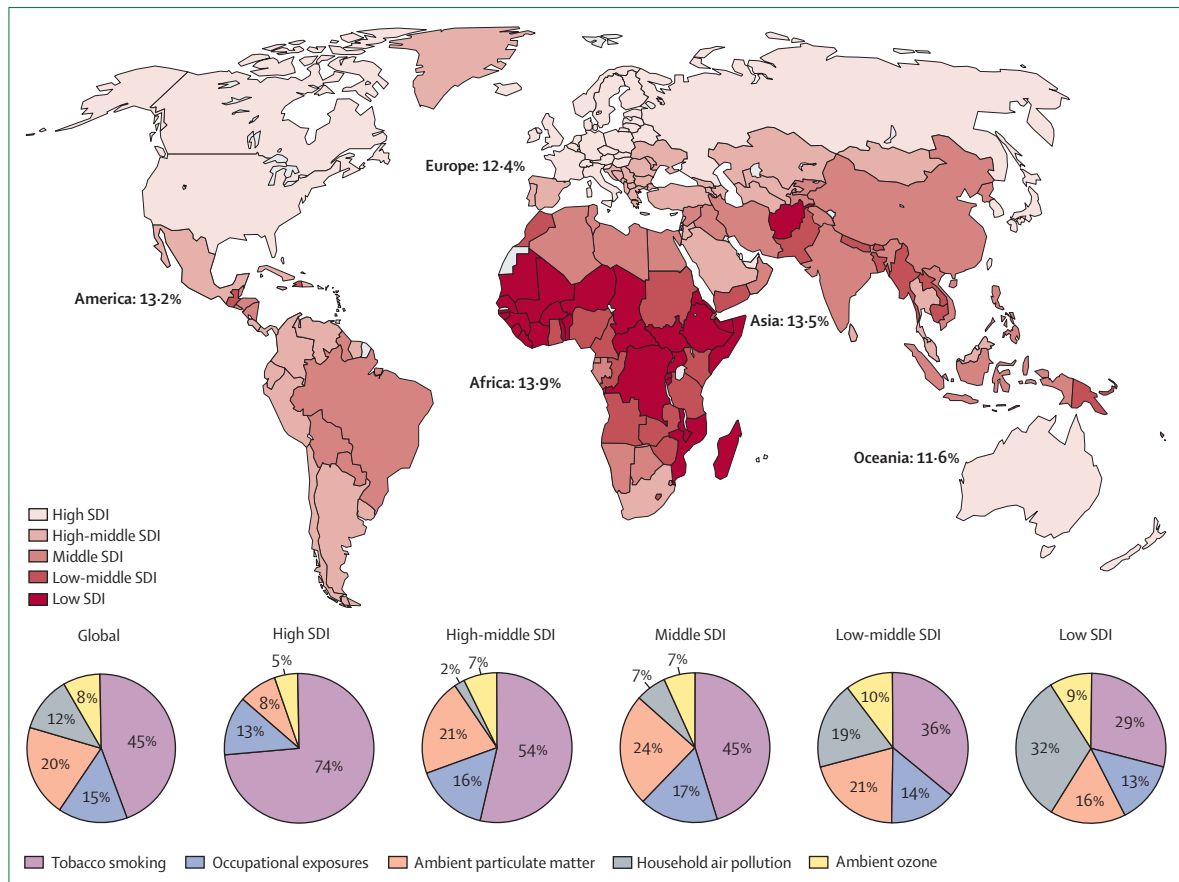 Europe: 12·4%
America: 13·2%
Asia: 13·5%
Africa: 13·9%
Oceania: 11·6%
High SDI
High-middle SDI
Middle SDI
Low-middle SDI
Low SDI
Global
High SDI
High-middle SDI
Middle SDI
Low-middle SDI
Low SDI
8%
12%
45%
20%
15%
5%
8%
13%
74%
7%
2%
21%
54%
16%
7%
7%
24%
45%
17%
10%
36%
19%
21%
14%
9%
29%
32%
13%
16%
Tobacco smoking
Occupational exposures
Ambient particulate matter
Household air pollution
Ambient ozone